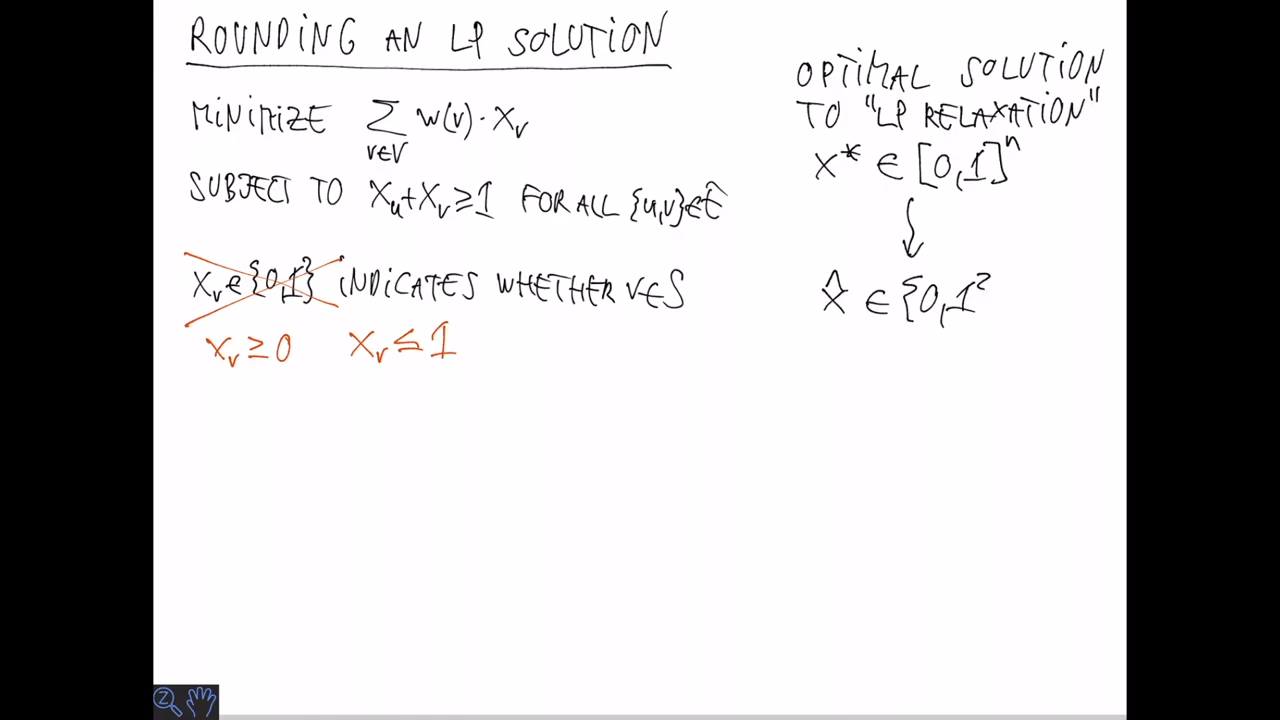 ROUNDING AN LP SOLUTION
MINIMIZE ∑ w(v)·x_v
v∈V
SUBJECT TO x_u+x_v≥1 FOR ALL {u,v}∈E
x_v∈{0,1} INDICATES WHETHER V∈S
x_v≥0 x_v≤1
OPTIMAL SOLUTION
TO "LP RELAXATION"
x* ∈ [0,1]^n
x̂ ∈ {0,1
Z